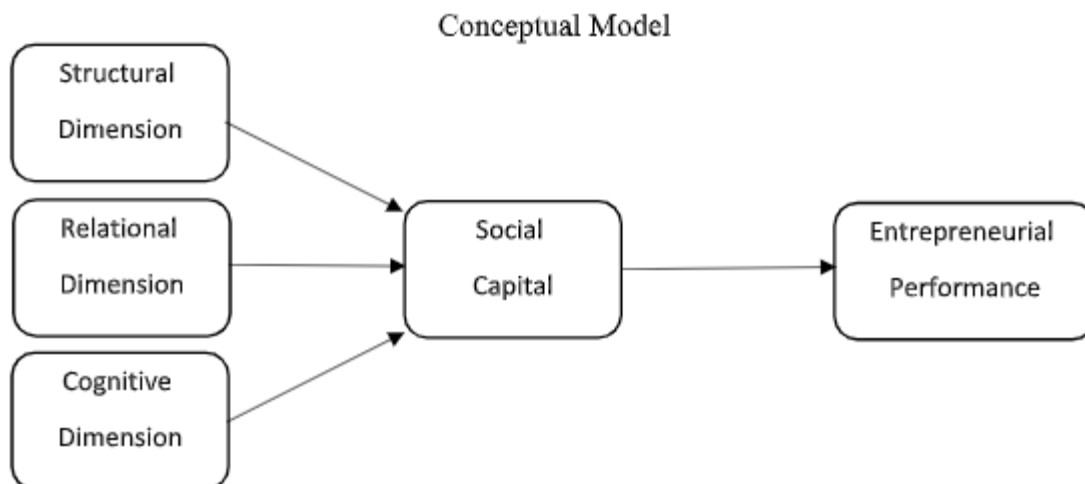 Conceptual Model
Structural
Dimension
Relational
Dimension
Cognitive
Dimension
Social
Capital
Entrepreneurial
Performance